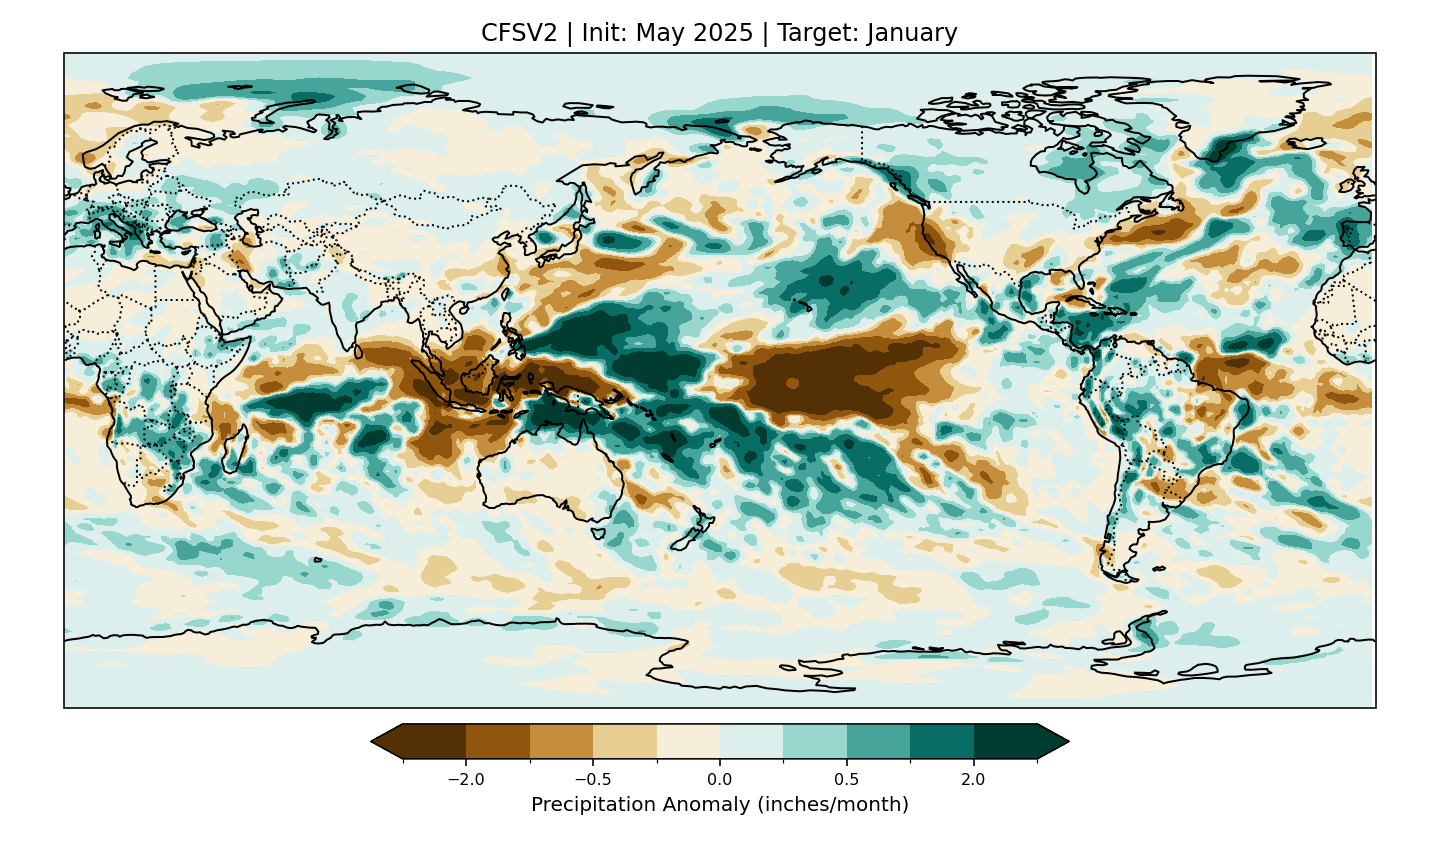 CFSV2 | Init: May 2025 | Target: January
−2.0 −0.5 0.0 0.5 2.0
Precipitation Anomaly (inches/month)